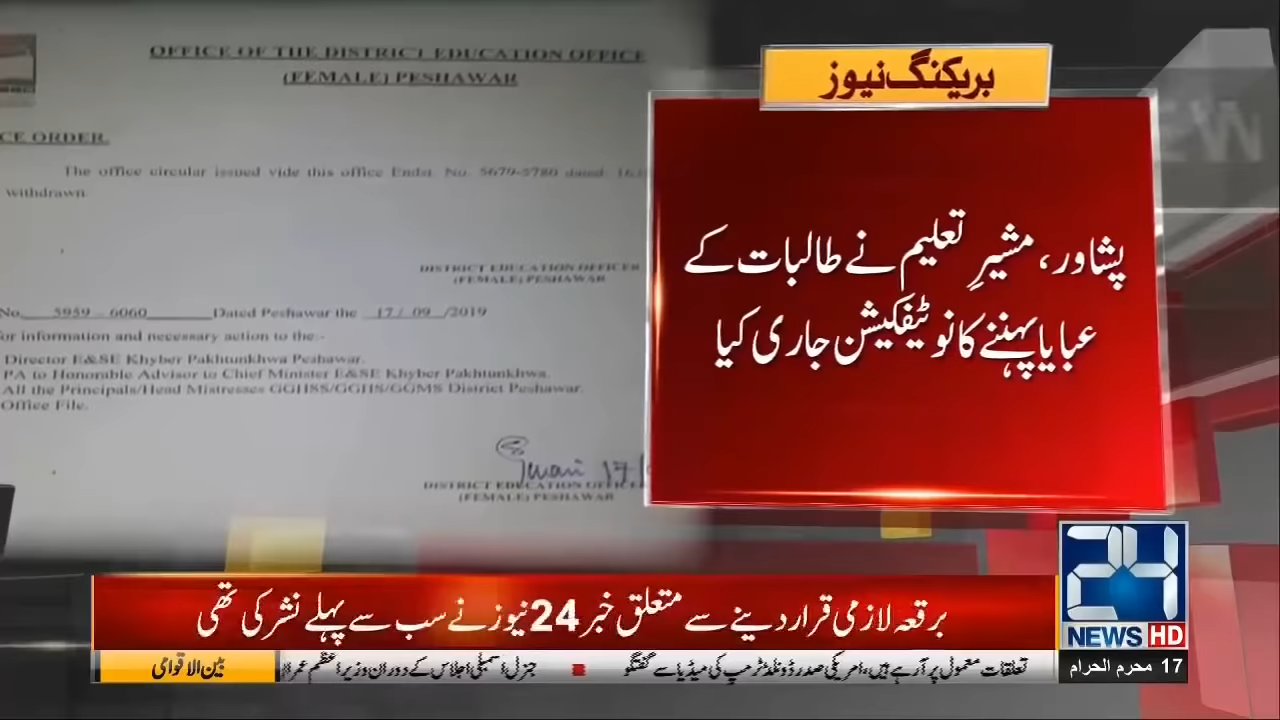 OFFICE OF THE DISTRICT EDUCATION OFFICE
(FEMALE) PESHAWAR
CE ORDER.
The office circular issued vide this office Endst. No. 5679-5780 dated. 16
withdrawn.
DISTRICT EDUCATION OFFICER
(FEMALE) PESHAWAR
No. 5959 – 6060 Dated Peshawar the 17 / 09 /2019
or information and necessary action to the:-
Director E&SE Khyber Pakhtunkhwa Peshawar.
PA to Honorable Advisor to Chief Minister E&SE Khyber Pakhtunkhwa.
All the Principals/Head Mistresses GGHSS/GGHS/GGMS District Peshawar.
Office File.
DISTRICT EDUCATION OFFICE
(FEMALE) PESHAWAR
بریکنگ نیوز
پشاور، مشیرِ تعلیم نے طالبات کے
عبایا پہننے کا نوٹیفکیشن جاری کیا
برقعہ لازمی قرار دینے سے متعلق خبر 24 نیوز نے سب سے پہلے نشر کی تھی
24
NEWS HD
بین الاقوامی
تعلقات معمول پر آرہے ہیں، امریکی صدر ڈونلڈ ٹرمپ کی میڈیا سے گفتگو ■ جنرل اسمبلی اجلاس کے دوران وزیراعظم عمرا
17 محرم الحرام